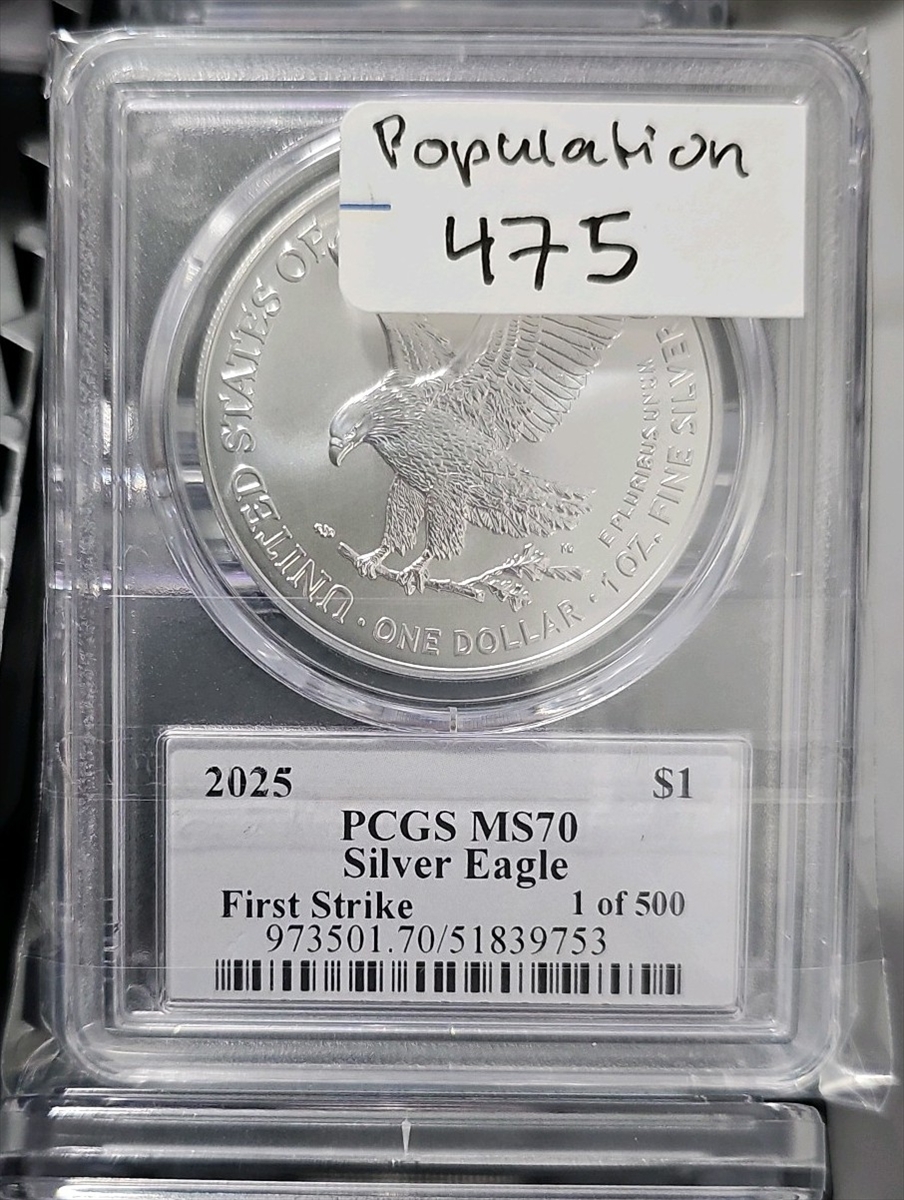 Population
475
UNITED STATES OF
E PLURIBUS UNUM
1 OZ. FINE SILVER
· ONE DOLLAR ·
2025 $1
PCGS MS70
Silver Eagle
First Strike 1 of 500
973501.70/51839753